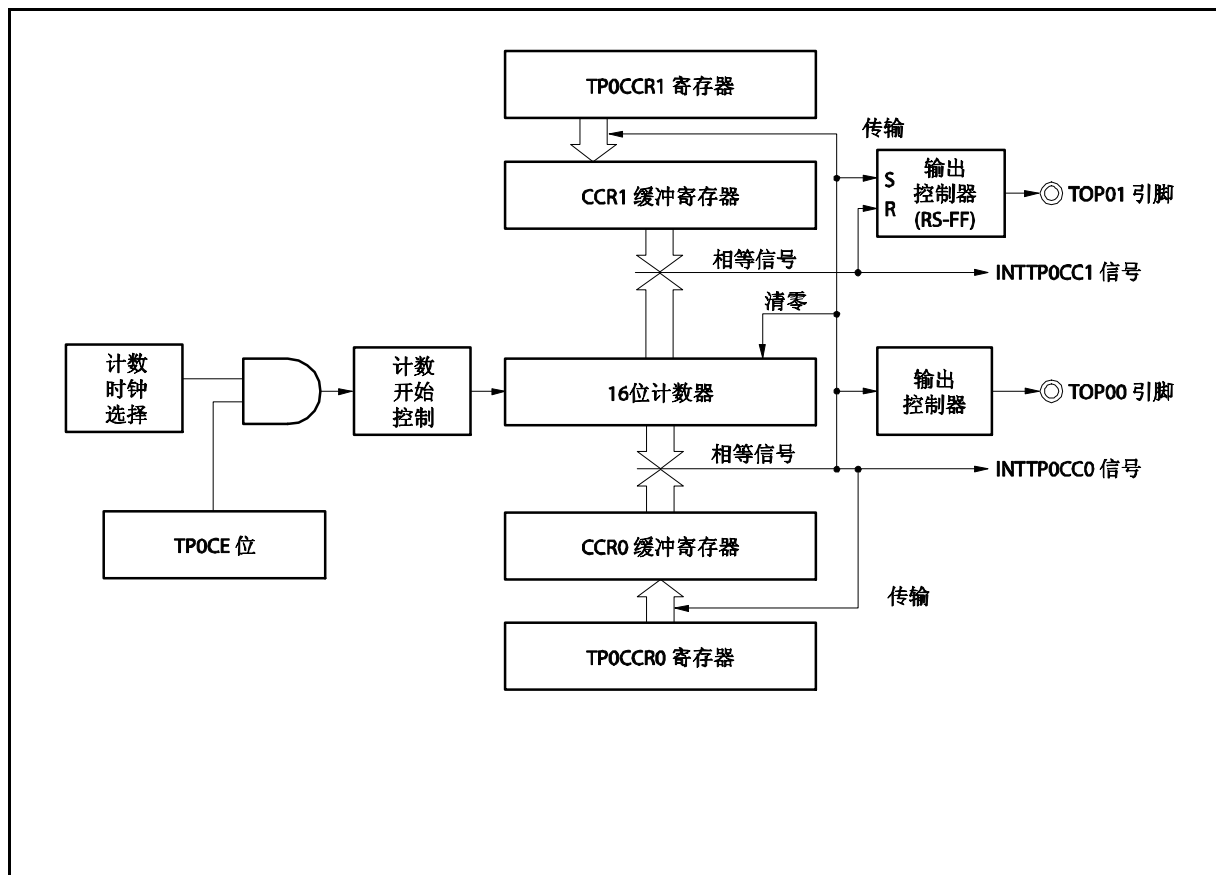 TP0CCR1 寄存器
传输
CCR1 缓冲寄存器
S
R
输出
控制器
(RS-FF)
TOP01 引脚
相等信号
INTTP0CC1 信号
清零
计数
时钟
选择
计数
开始
控制
16位计数器
输出
控制器
TOP00 引脚
相等信号
INTTP0CC0 信号
TP0CE 位
CCR0 缓冲寄存器
传输
TP0CCR0 寄存器